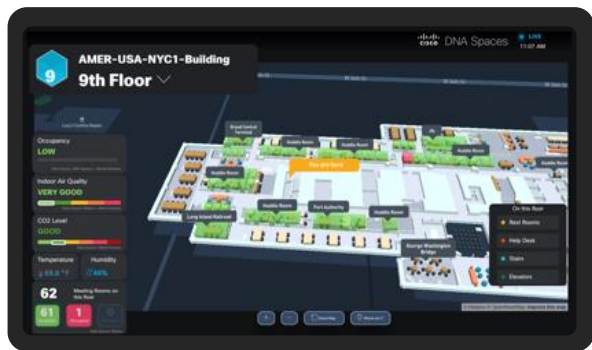 cisco DNA Spaces
LIVE
11:07 AM
9
AMER-USA-NYC1-Building
9th Floor
Occupancy
LOW
Indoor Air Quality
VERY GOOD
CO2 Level
GOOD
Temperature
Humidity
62
Meeting Rooms on
this floor
61
1
Grand Central
Terminal
Huddle Room
Huddle Room
Huddle Room
Huddle Room
You are here
Huddle Room
Long Island Railroad
Huddle Room
Port Authority
Huddle Room
George Washington
Bridge
On this floor
Rest Rooms
Help Desk
Stairs
Elevators
+
−